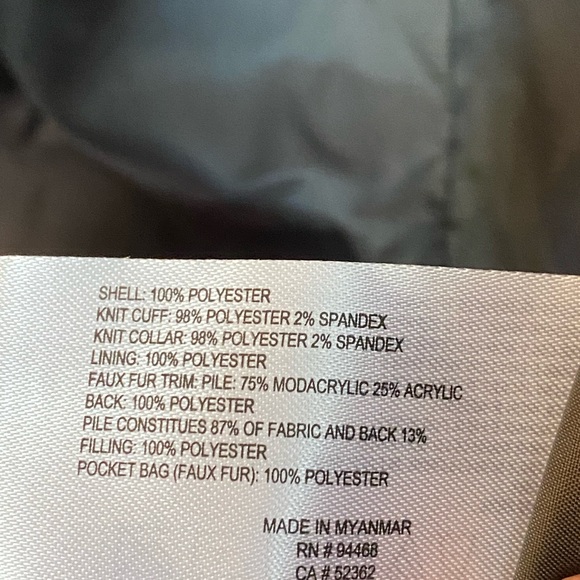 SHELL: 100% POLYESTER
KNIT CUFF: 98% POLYESTER 2% SPANDEX
KNIT COLLAR: 98% POLYESTER 2% SPANDEX
LINING: 100% POLYESTER
FAUX FUR TRIM: PILE: 75% MODACRYLIC 25% ACRYLIC
BACK: 100% POLYESTER
PILE CONSTITUES 87% OF FABRIC AND BACK 13%
FILLING: 100% POLYESTER
POCKET BAG (FAUX FUR): 100% POLYESTER
MADE IN MYANMAR
RN # 94468
CA # 52362